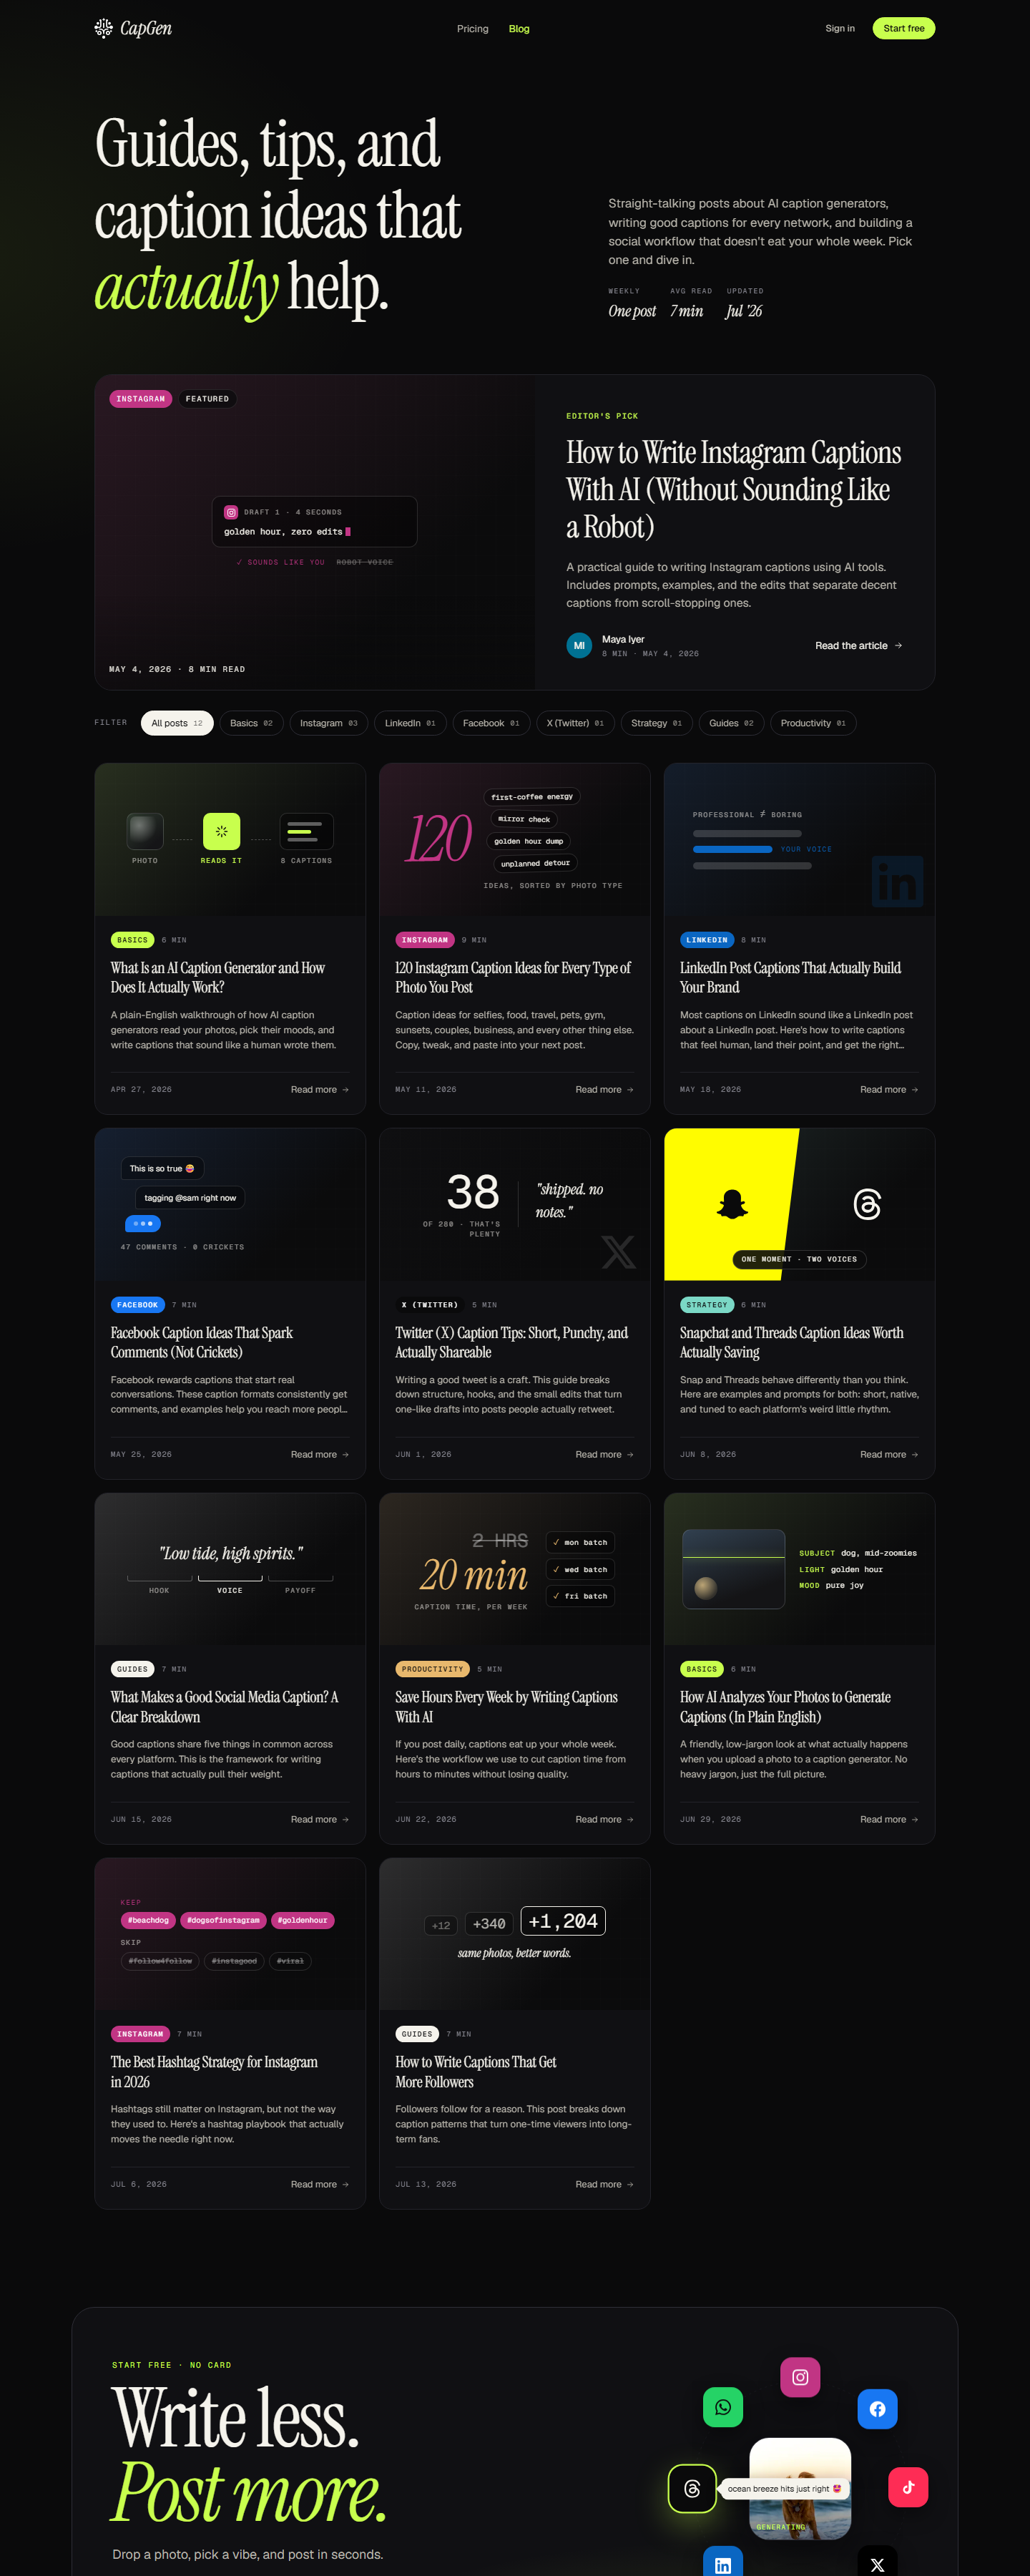 CapGen
Pricing
Blog
Sign in
Start free
Guides, tips, and
caption ideas that
actually help.
Straight-talking posts about AI caption generators,
writing good captions for every network, and building a
social workflow that doesn't eat your whole week. Pick
one and dive in.
WEEKLY
One post
AVG READ
7 min
UPDATED
Jul '26
INSTAGRAM
FEATURED
DRAFT 1 · 4 SECONDS
golden hour, zero edits
✓ SOUNDS LIKE YOU
ROBOT VOICE
MAY 4, 2026 · 8 MIN READ
EDITOR'S PICK
How to Write Instagram Captions
With AI (Without Sounding Like
a Robot)
A practical guide to writing Instagram captions using AI tools.
Includes prompts, examples, and the edits that separate decent
captions from scroll-stopping ones.
MI
Maya Iyer
8 MIN · MAY 4, 2026
Read the article →
FILTER
All posts 12
Basics 02
Instagram 03
LinkedIn 01
Facebook 01
X (Twitter) 01
Strategy 01
Guides 02
Productivity 01
PHOTO
READS IT
8 CAPTIONS
BASICS
6 MIN
What Is an AI Caption Generator and How
Does It Actually Work?
A plain-English walkthrough of how AI caption
generators read your photos, pick their moods, and
write captions that sound like a human wrote them.
APR 27, 2026
Read more →
120
first-coffee energy
mirror check
golden hour dump
unplanned detour
IDEAS, SORTED BY PHOTO TYPE
INSTAGRAM
9 MIN
120 Instagram Caption Ideas for Every Type of
Photo You Post
Caption ideas for selfies, food, travel, pets, gym,
sunsets, couples, business, and every other thing else.
Copy, tweak, and paste into your next post.
MAY 11, 2026
Read more →
PROFESSIONAL ≠ BORING
YOUR VOICE
in
LINKEDIN
8 MIN
LinkedIn Post Captions That Actually Build
Your Brand
Most captions on LinkedIn sound like a LinkedIn post
about a LinkedIn post. Here's how to write captions
that feel human, land their point, and get the right…
MAY 18, 2026
Read more →
This is so true 🤩
tagging @sam right now
47 COMMENTS · 0 CRICKETS
FACEBOOK
7 MIN
Facebook Caption Ideas That Spark
Comments (Not Crickets)
Facebook rewards captions that start real
conversations. These caption formats consistently get
comments, and examples help you reach more peopl…
MAY 25, 2026
Read more →
38
OF 280 · THAT'S
PLENTY
"shipped. no
notes."
X (TWITTER)
5 MIN
Twitter (X) Caption Tips: Short, Punchy, and
Actually Shareable
Writing a good tweet is a craft. This guide breaks
down structure, hooks, and the small edits that turn
one-like drafts into posts people actually retweet.
JUN 1, 2026
Read more →
ONE MOMENT · TWO VOICES
STRATEGY
6 MIN
Snapchat and Threads Caption Ideas Worth
Actually Saving
Snap and Threads behave differently than you think.
Here are examples and prompts for both: short, native,
and tuned to each platform's weird little rhythm.
JUN 8, 2026
Read more →
"Low tide, high spirits."
HOOK
VOICE
PAYOFF
GUIDES
7 MIN
What Makes a Good Social Media Caption? A
Clear Breakdown
Good captions share five things in common across
every platform. This is the framework for writing
captions that actually pull their weight.
JUN 15, 2026
Read more →
2 HRS
20 min
CAPTION TIME, PER WEEK
✓ mon batch
✓ wed batch
✓ fri batch
PRODUCTIVITY
5 MIN
Save Hours Every Week by Writing Captions
With AI
If you post daily, captions eat up your whole week.
Here's the workflow we use to cut caption time from
hours to minutes without losing quality.
JUN 22, 2026
Read more →
SUBJECT dog, mid-zoomies
LIGHT golden hour
MOOD pure joy
BASICS
6 MIN
How AI Analyzes Your Photos to Generate
Captions (In Plain English)
A friendly, low-jargon look at what actually happens
when you upload a photo to a caption generator. No
heavy jargon, just the full picture.
JUN 29, 2026
Read more →
KEEP
#beachdog
#dogsofinstagram
#goldenhour
SKIP
#follow4follow
#instagood
#viral
INSTAGRAM
7 MIN
The Best Hashtag Strategy for Instagram
in 2026
Hashtags still matter on Instagram, but not the way
they used to. Here's a hashtag playbook that actually
moves the needle right now.
JUL 6, 2026
Read more →
+12
+340
+1,204
same photos, better words.
GUIDES
7 MIN
How to Write Captions That Get
More Followers
Followers follow for a reason. This post breaks down
caption patterns that turn one-time viewers into long-
term fans.
JUL 13, 2026
Read more →
START FREE · NO CARD
Write less.
Post more.
Drop a photo, pick a vibe, and post in seconds.
ocean breeze hits just right 🤩
GENERATING
in